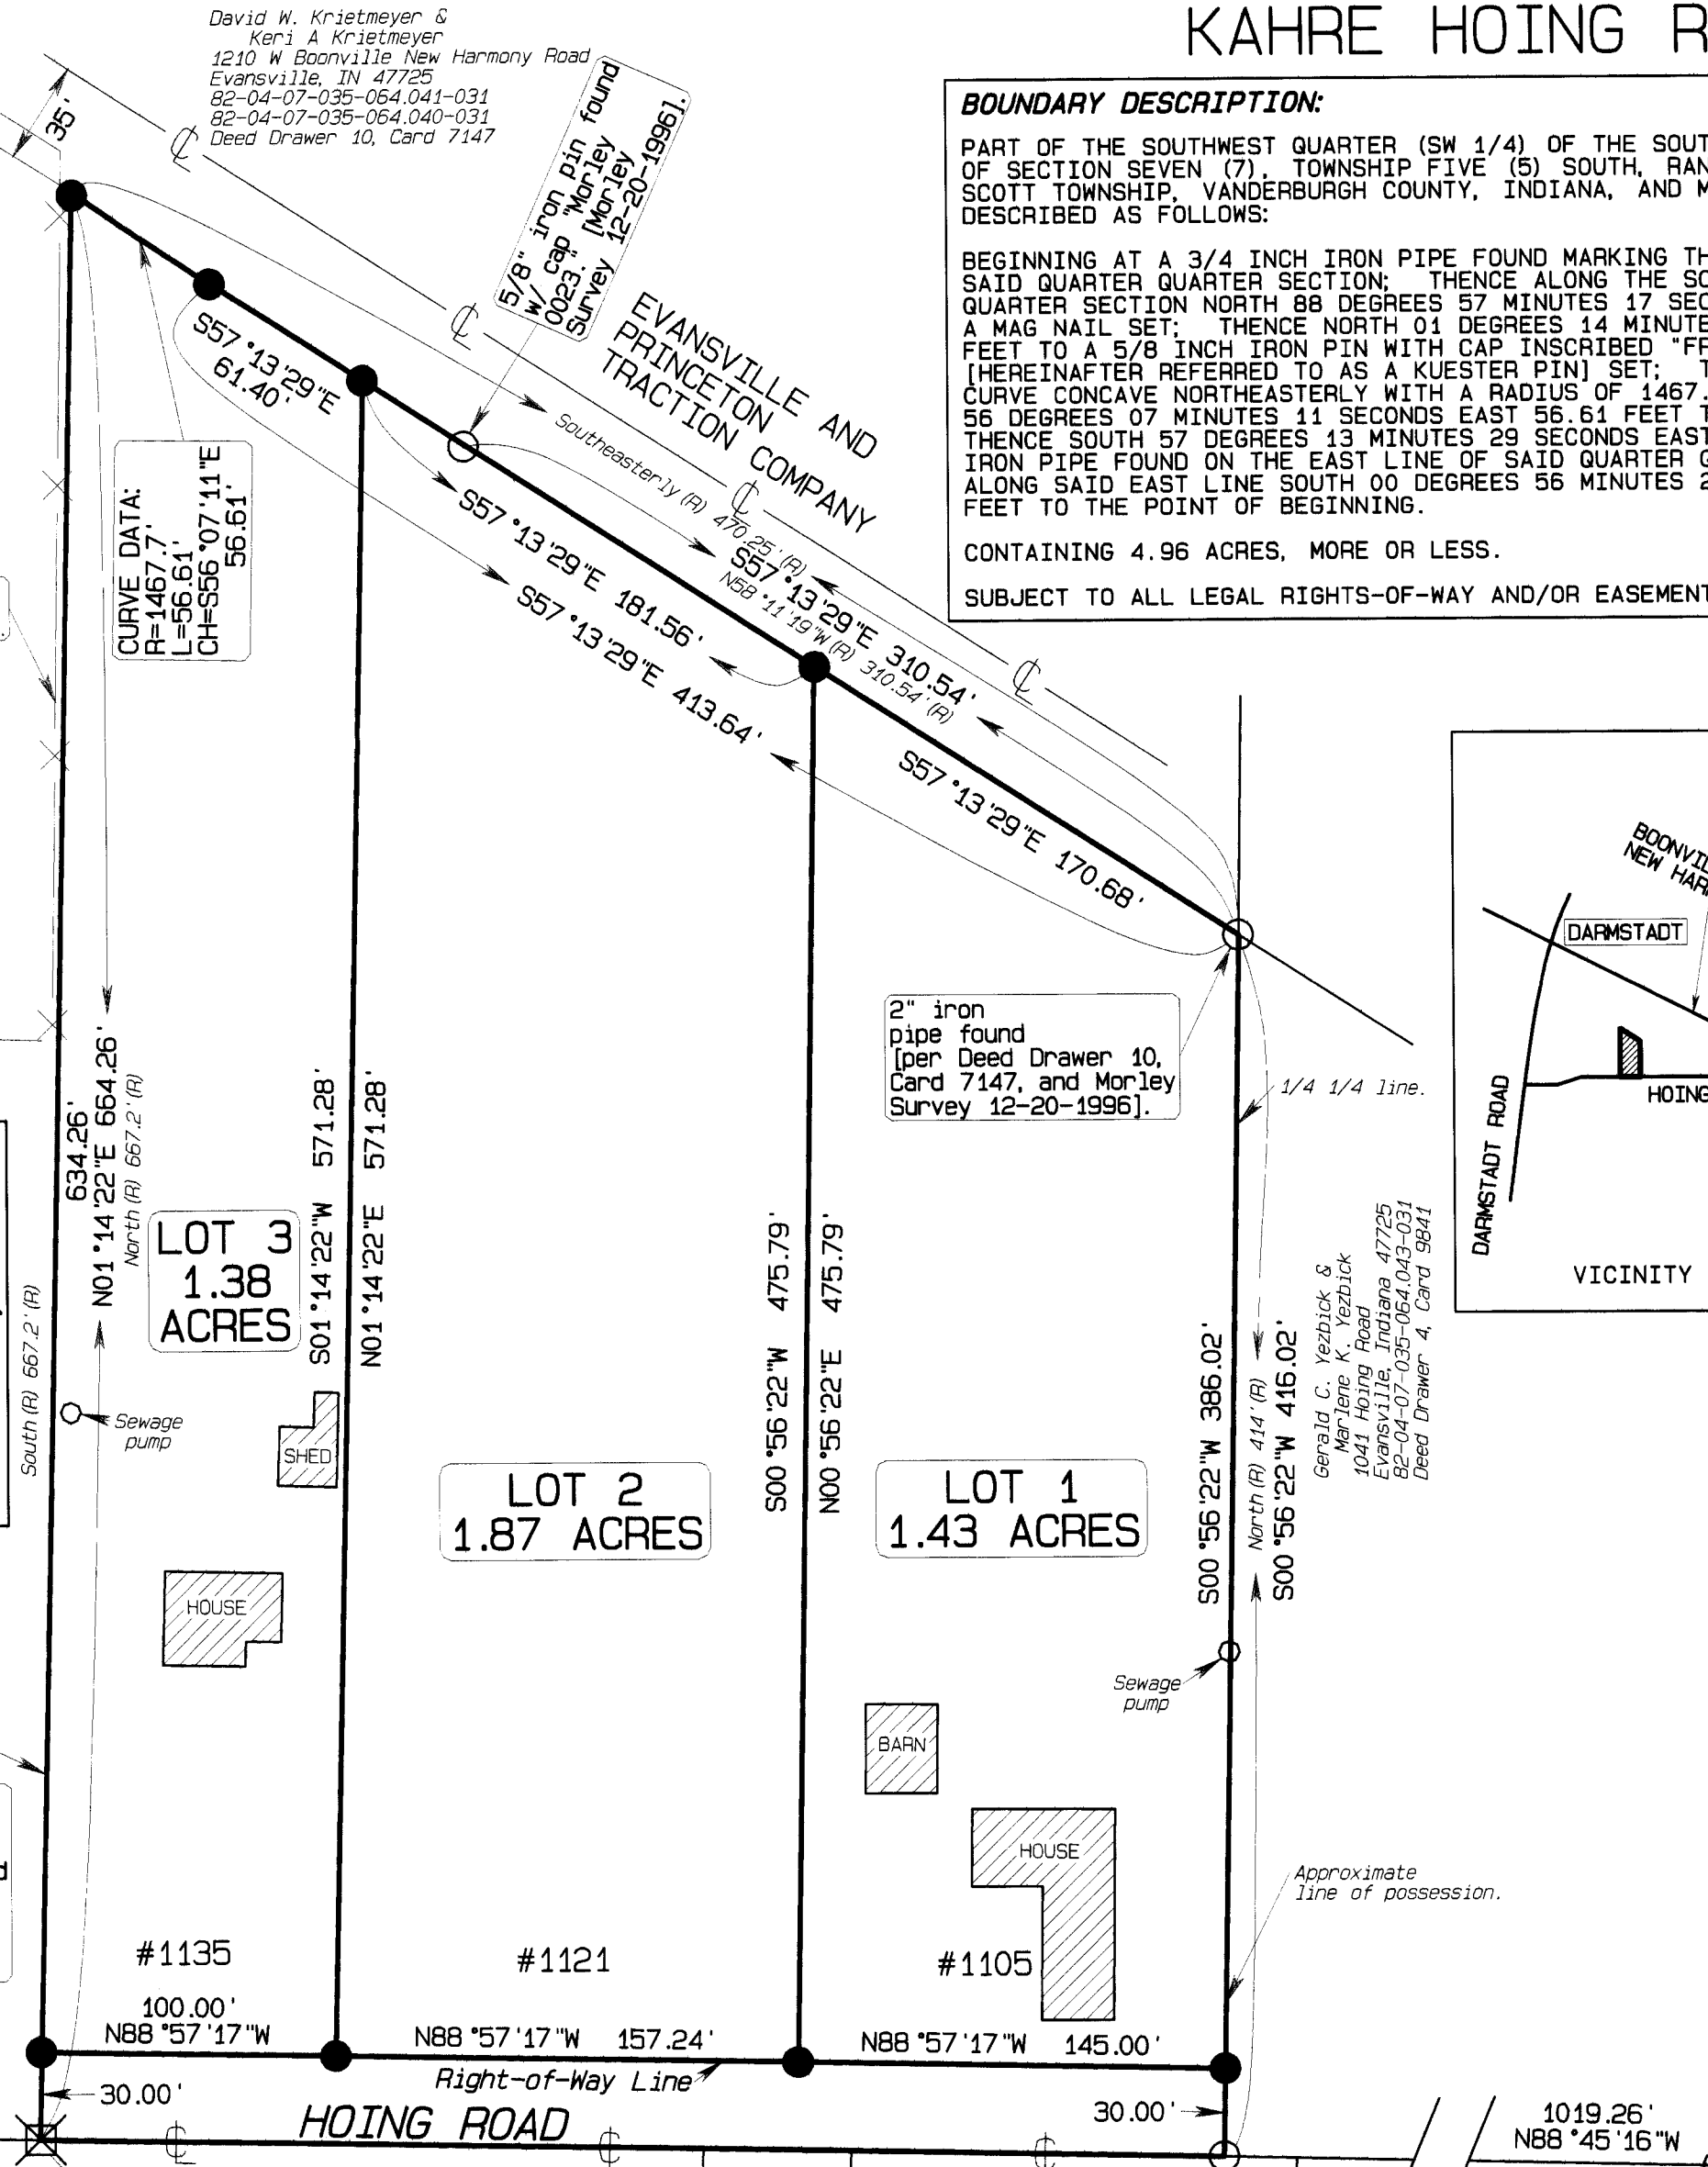 David W. Krietmeyer &
Keri A Krietmeyer
1210 W Boonville New Harmony Road
Evansville, IN 47725
82-04-07-035-064.041-031
82-04-07-035-064.040-031
Deed Drawer 10, Card 7147
35'
5/8" iron pin found
w/ cap "Morley
0023." [Morley
Survey 12-20-1996].
KAHRE HOING R
BOUNDARY DESCRIPTION:
PART OF THE SOUTHWEST QUARTER (SW 1/4) OF THE SOUT
OF SECTION SEVEN (7), TOWNSHIP FIVE (5) SOUTH, RAN
SCOTT TOWNSHIP, VANDERBURGH COUNTY, INDIANA, AND M
DESCRIBED AS FOLLOWS:
BEGINNING AT A 3/4 INCH IRON PIPE FOUND MARKING TH
SAID QUARTER QUARTER SECTION; THENCE ALONG THE SO
QUARTER SECTION NORTH 88 DEGREES 57 MINUTES 17 SEC
A MAG NAIL SET; THENCE NORTH 01 DEGREES 14 MINUTE
FEET TO A 5/8 INCH IRON PIN WITH CAP INSCRIBED "FR
[HEREINAFTER REFERRED TO AS A KUESTER PIN] SET; T
CURVE CONCAVE NORTHEASTERLY WITH A RADIUS OF 1467.
56 DEGREES 07 MINUTES 11 SECONDS EAST 56.61 FEET T
THENCE SOUTH 57 DEGREES 13 MINUTES 29 SECONDS EAST
IRON PIPE FOUND ON THE EAST LINE OF SAID QUARTER Q
ALONG SAID EAST LINE SOUTH 00 DEGREES 56 MINUTES 2
FEET TO THE POINT OF BEGINNING.
CONTAINING 4.96 ACRES, MORE OR LESS.
SUBJECT TO ALL LEGAL RIGHTS-OF-WAY AND/OR EASEMENT
EVANSVILLE AND
PRINCETON
TRACTION COMPANY
S57°13'29"E
61.40'
CURVE DATA:
R=1467.7'
L=56.61'
CH=S56°07'11"E
56.61'
Southeasterly (R) 470.25' (R)
S57°13'29"E 181.56'
S57°13'29"E 413.64'
S57°13'29"E 310.54'
N58°11'19"W (R) 310.54' (R)
S57°13'29"E 170.68'
BOONVIL
NEW HAR
DARMSTADT
HOING
DARMSTADT ROAD
VICINITY
2" iron
pipe found
[per Deed Drawer 10,
Card 7147, and Morley
Survey 12-20-1996].
1/4 1/4 line.
634.26'
N01°14'22"E 664.26'
North (R) 667.2' (R)
South (R) 667.2' (R)
LOT 3
1.38
ACRES
S01°14'22"W 571.28'
N01°14'22"E 571.28'
S00°56'22"W 475.79'
N00°56'22"E 475.79'
S00°56'22"W 386.02'
North (R) 414' (R)
S00°56'22"W 416.02'
Gerald C. Yezbick &
Marlene K. Yezbick
1041 Hoing Road
Evansville, Indiana 47725
82-04-07-035-064.043-031
Deed Drawer 4, Card 9841
Sewage
pump
SHED
LOT 2
1.87 ACRES
LOT 1
1.43 ACRES
HOUSE
Sewage
pump
BARN
HOUSE
Approximate
line of possession.
#1135
#1121
#1105
100.00'
N88°57'17"W
N88°57'17"W 157.24'
N88°57'17"W 145.00'
Right-of-Way Line
30.00'
HOING ROAD
30.00'
1019.26'
N88°45'16"W